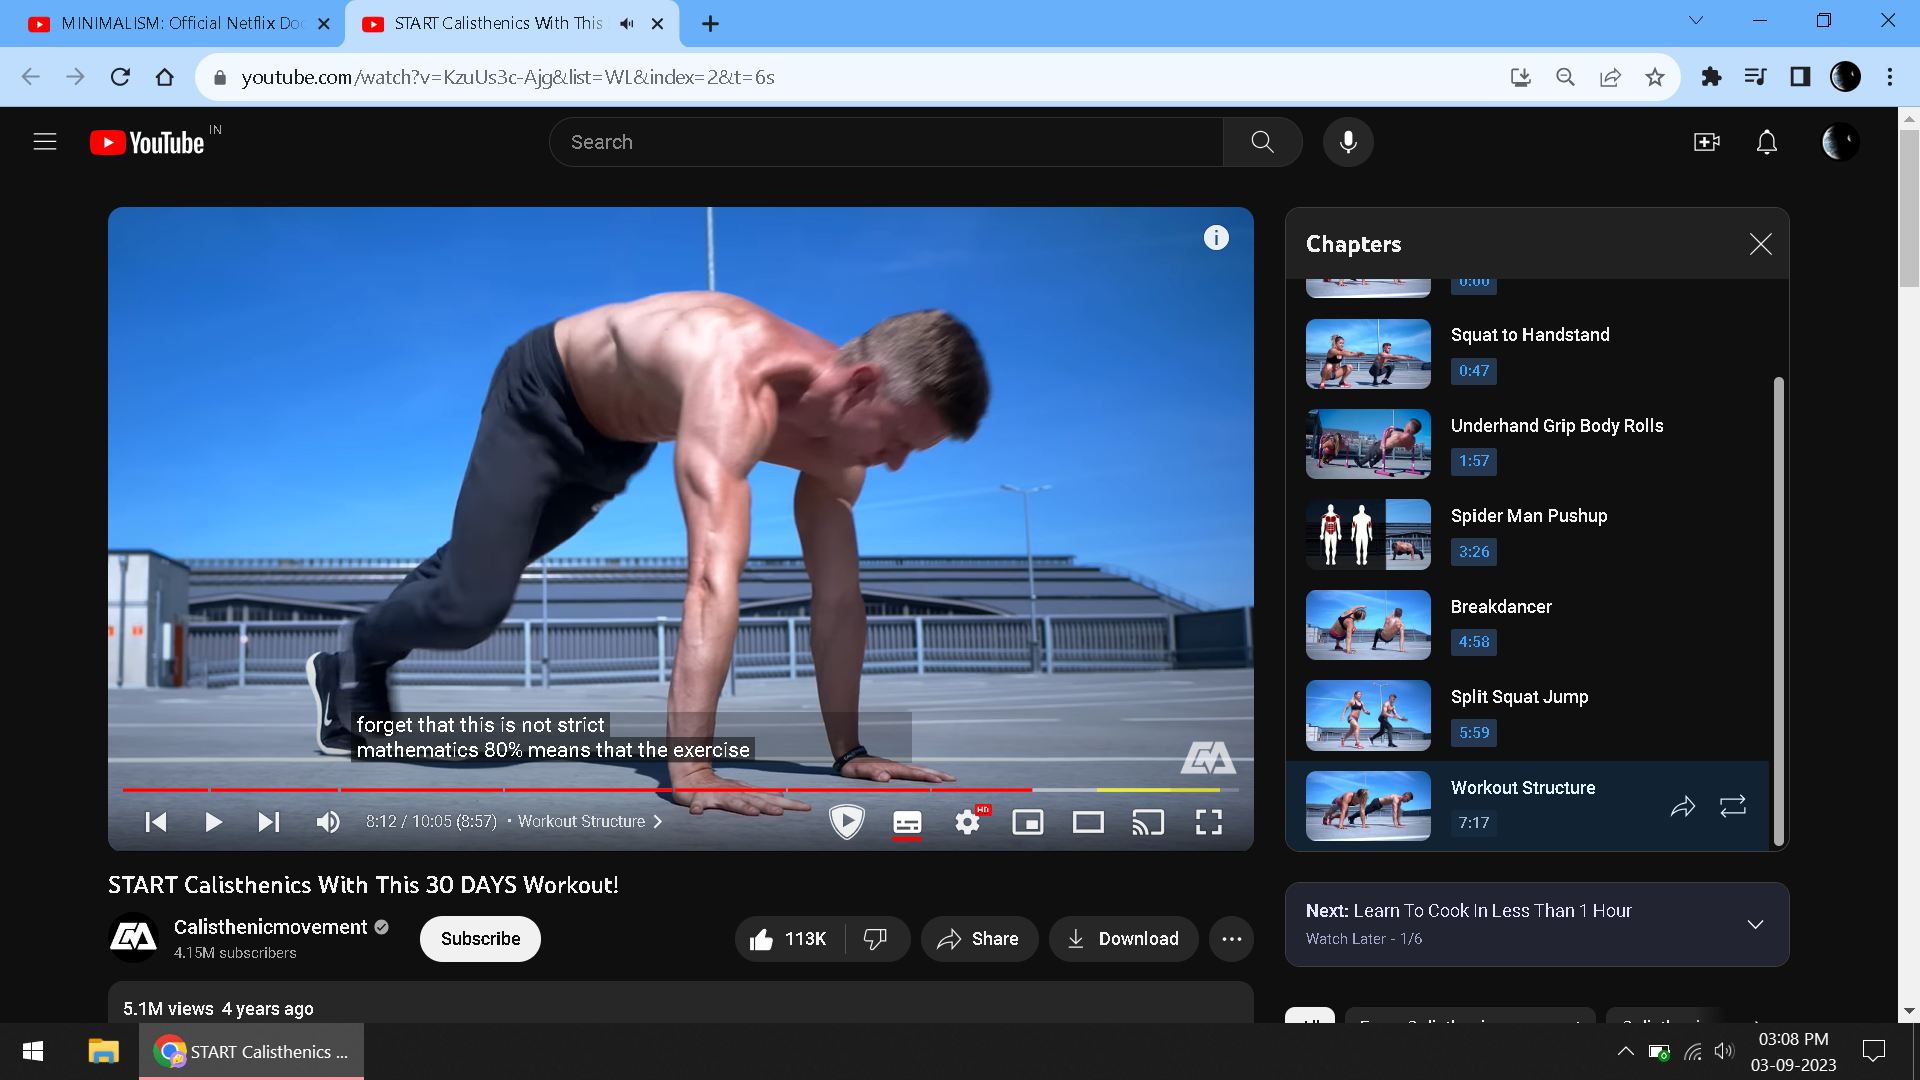 MINIMALISM: Official Netflix Doc
START Calisthenics With This
youtube.com/watch?v=KzuUs3c-Ajg&list=WL&index=2&t=6s
YouTube IN
Search
forget that this is not strict
mathematics 80% means that the exercise
8:12 / 10:05 (8:57) • Workout Structure
HD
Chapters
0:00
Squat to Handstand
0:47
Underhand Grip Body Rolls
1:57
Spider Man Pushup
3:26
Breakdancer
4:58
Split Squat Jump
5:59
Workout Structure
7:17
START Calisthenics With This 30 DAYS Workout!
Calisthenicmovement
4.15M subscribers
Subscribe
113K
Share
Download
5.1M views 4 years ago
Next: Learn To Cook In Less Than 1 Hour
Watch Later - 1/6
START Calisthenics ...
03:08 PM
03-09-2023